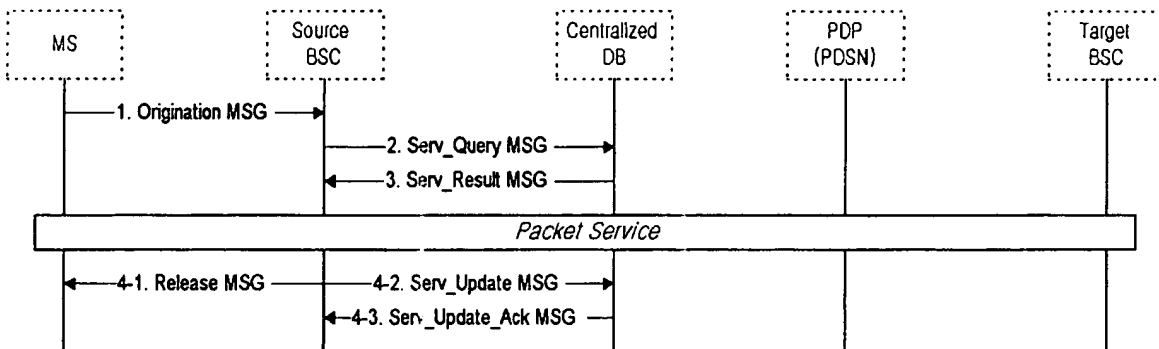 MS
Source
BSC
Centralized
DB
PDP
(PDSN)
Target
BSC
1. Origination MSG
2. Serv_Query MSG
3. Serv_Result MSG
Packet Service
4-1. Release MSG
4-2. Serv_Update MSG
4-3. Serv_Update_Ack MSG